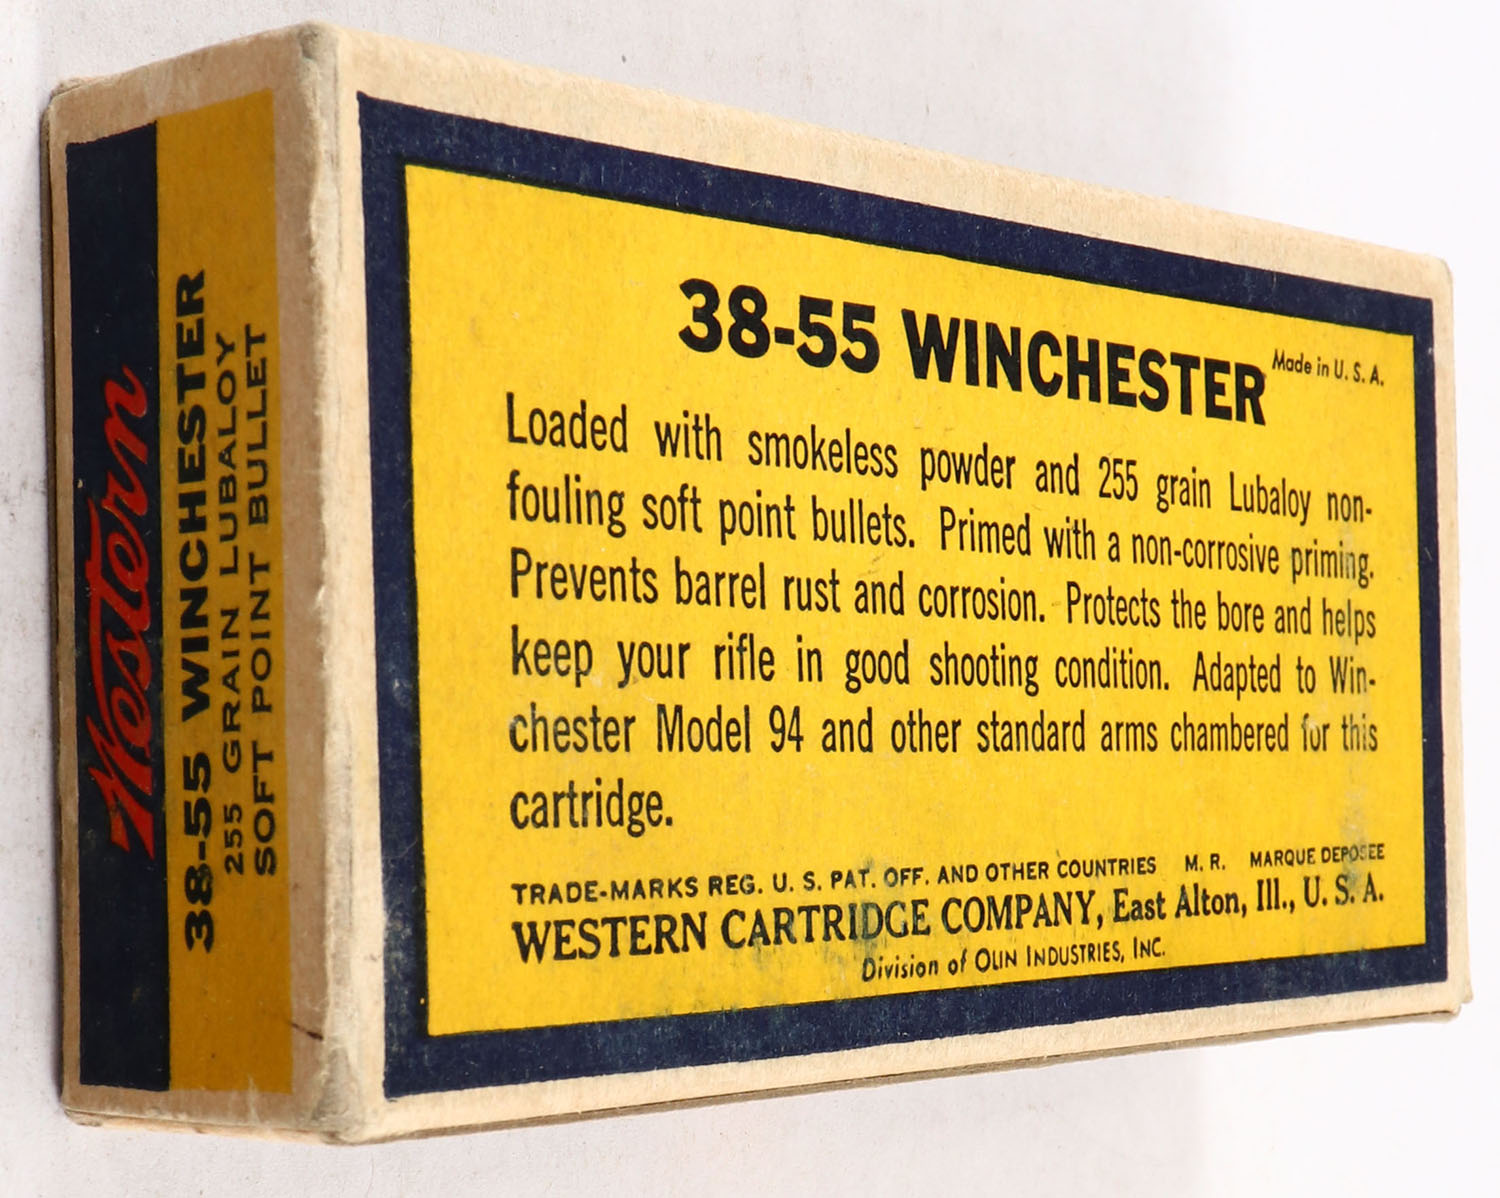 Western
38-55 WINCHESTER
255 GRAIN LUBALOY
SOFT POINT BULLET
38-55 WINCHESTER
Made in U. S. A.
Loaded with smokeless powder and 255 grain Lubaloy non-
fouling soft point bullets. Primed with a non-corrosive priming.
Prevents barrel rust and corrosion. Protects the bore and helps
keep your rifle in good shooting condition. Adapted to Win-
chester Model 94 and other standard arms chambered for this
cartridge.
TRADE-MARKS REG. U. S. PAT. OFF. AND OTHER COUNTRIES M. R. MARQUE DEPOSEE
WESTERN CARTRIDGE COMPANY, East Alton, Ill., U. S. A.
Division of OLIN INDUSTRIES, INC.